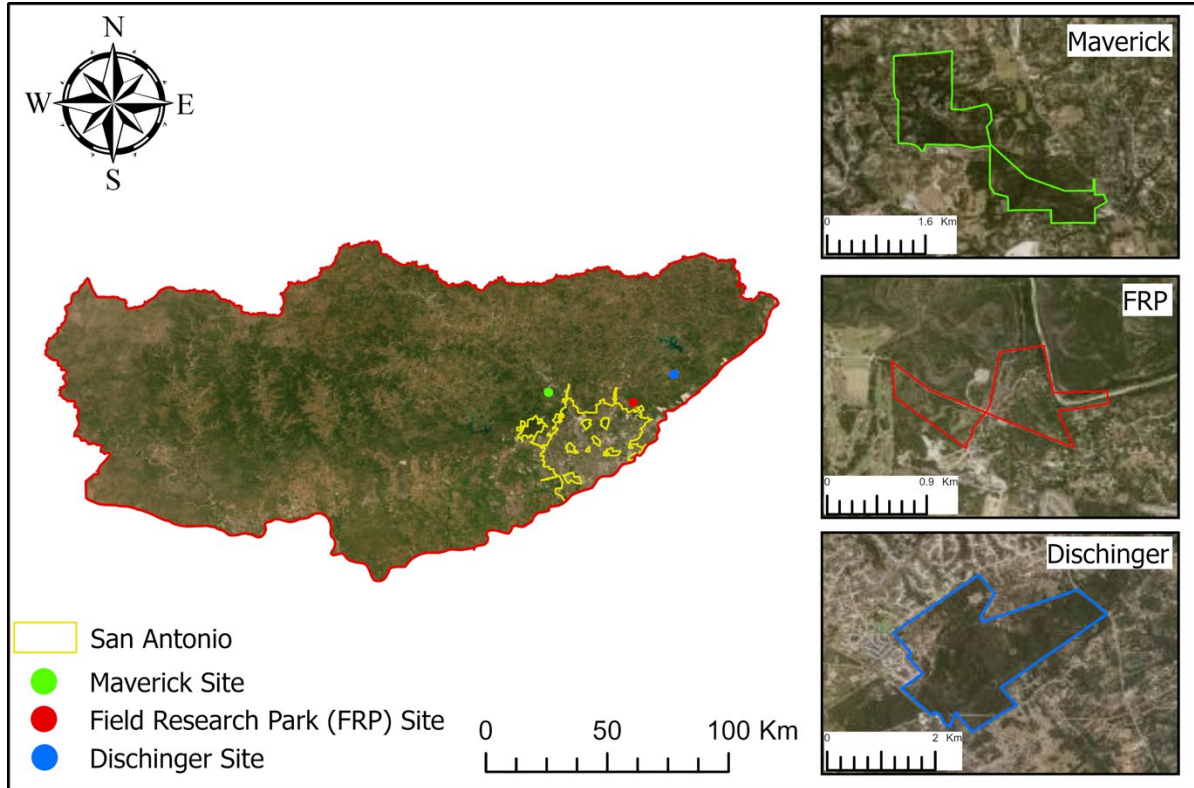 N
W
E
S
San Antonio
Maverick Site
Field Research Park (FRP) Site
Dischinger Site
0 50 100 Km
Maverick
0 1.6 Km
FRP
0 0.9 Km
Dischinger
0 2 Km